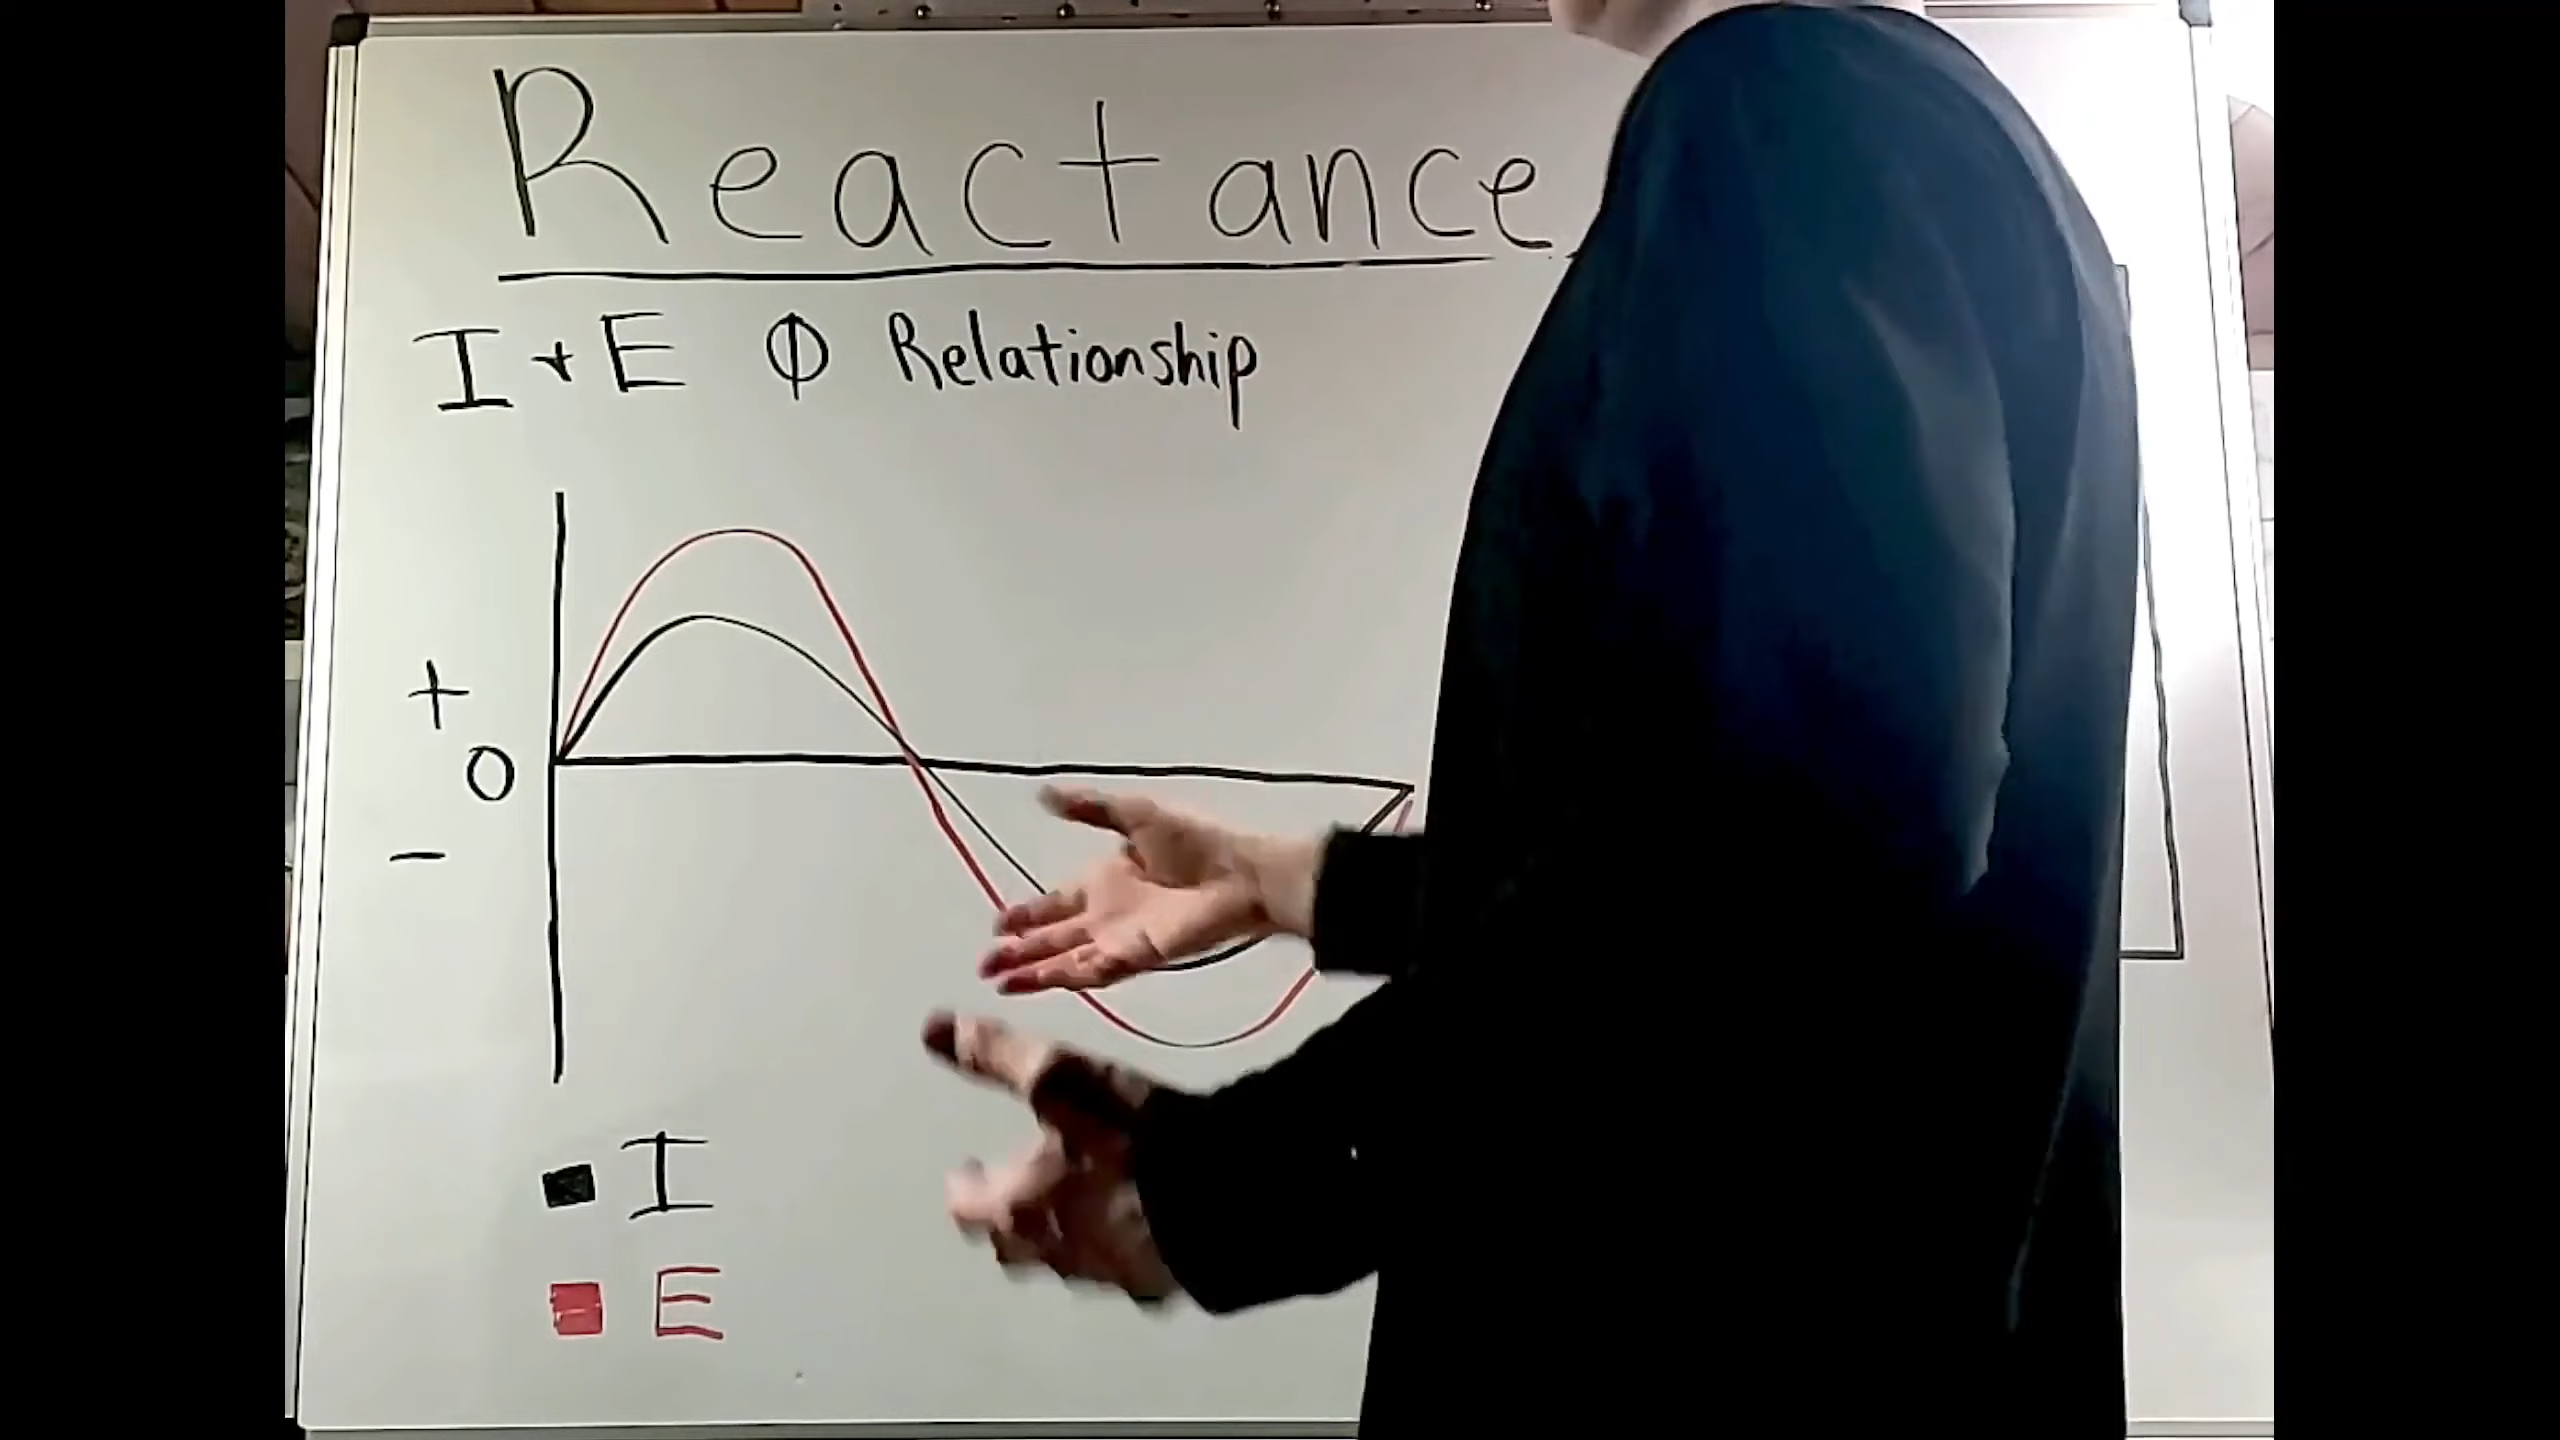 Reactance
I + E Φ Relationship
+
0
-
I
E